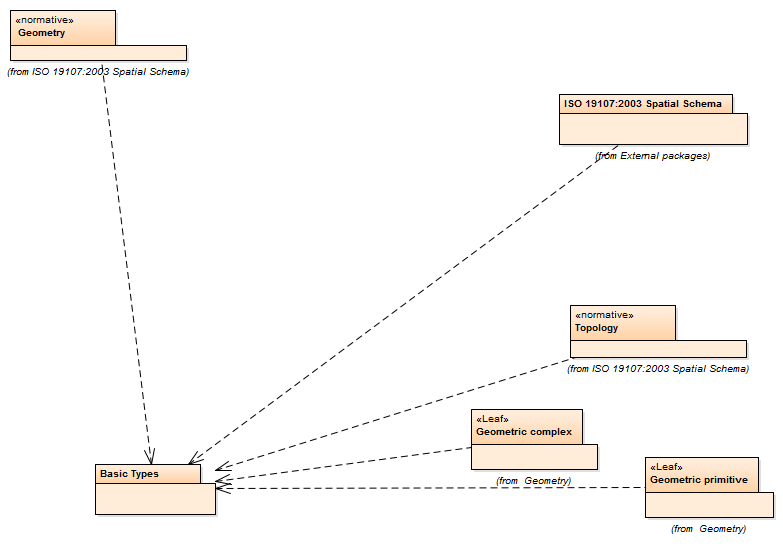 «normative»
Geometry
(from ISO 19107:2003 Spatial Schema)
ISO 19107:2003 Spatial Schema
(from External packages)
«normative»
Topology
(from ISO 19107:2003 Spatial Schema)
«Leaf»
Geometric complex
(from Geometry)
«Leaf»
Geometric primitive
(from Geometry)
Basic Types